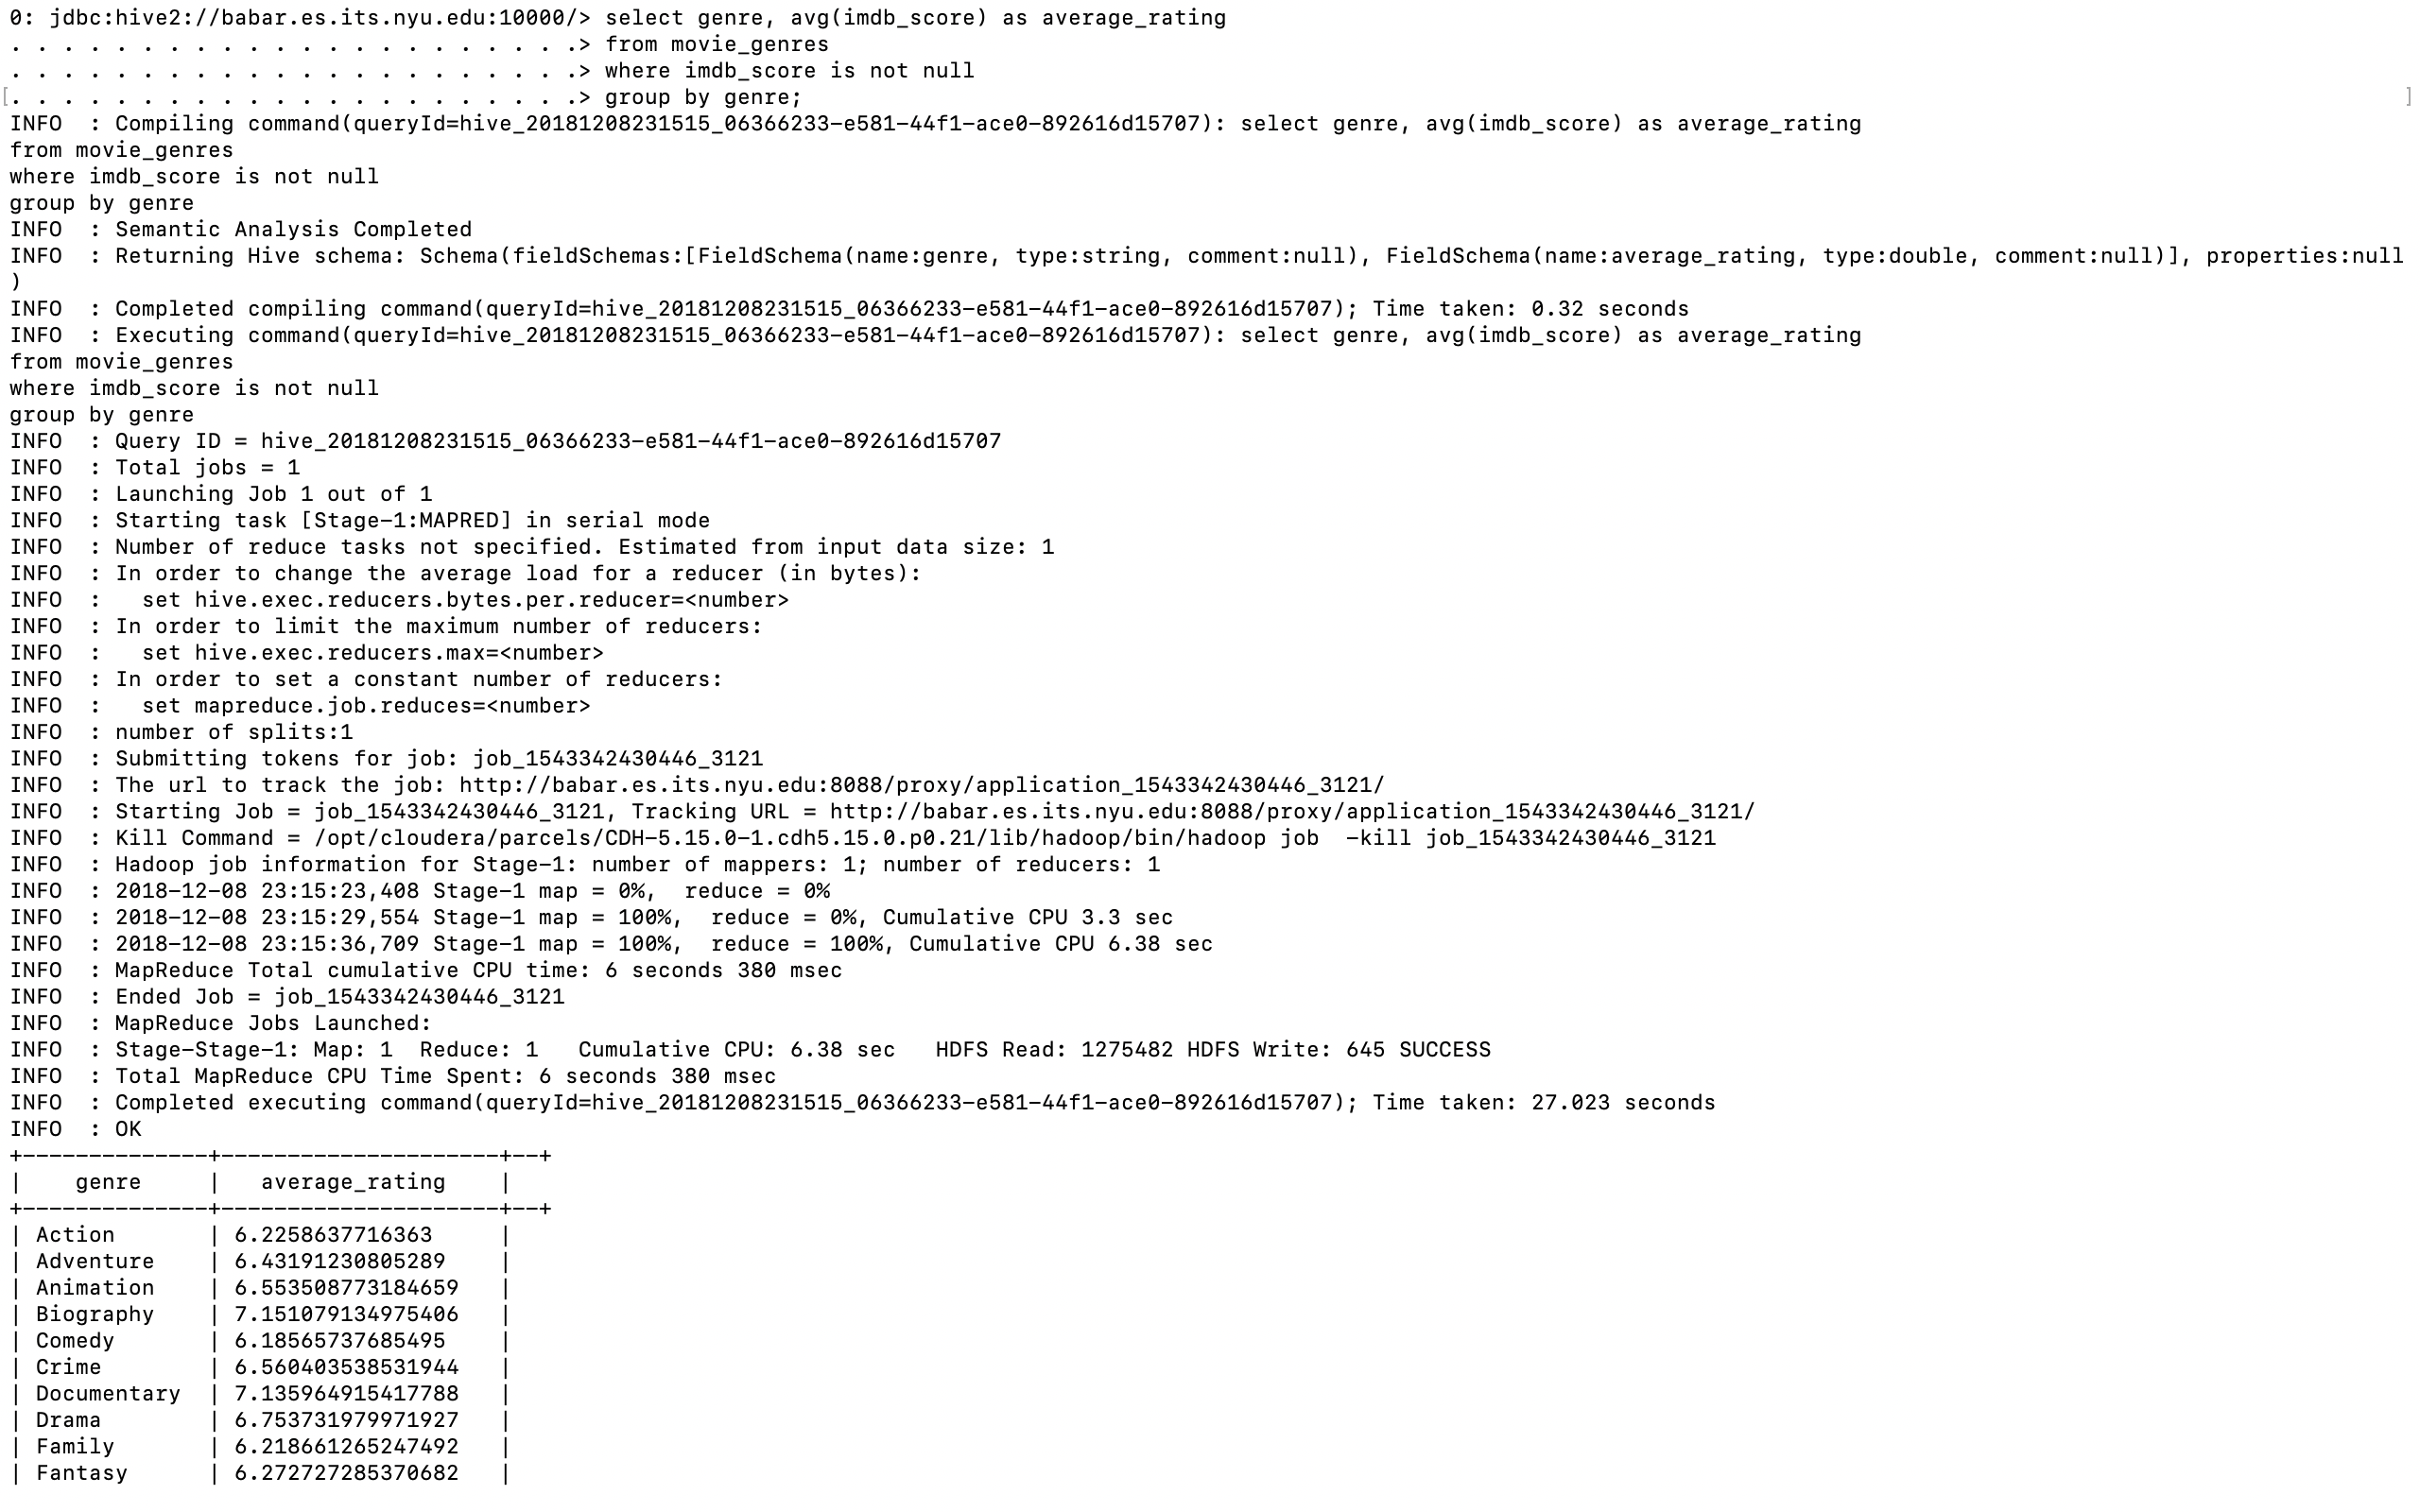 0: jdbc:hive2://babar.es.its.nyu.edu:10000/> select genre, avg(imdb_score) as average_rating
. . . . . . . . . . . . . . . . . . . . . .> from movie_genres
. . . . . . . . . . . . . . . . . . . . . .> where imdb_score is not null
[. . . . . . . . . . . . . . . . . . . . . .> group by genre; ]
INFO  : Compiling command(queryId=hive_20181208231515_06366233-e581-44f1-ace0-892616d15707): select genre, avg(imdb_score) as average_rating
from movie_genres
where imdb_score is not null
group by genre
INFO  : Semantic Analysis Completed
INFO  : Returning Hive schema: Schema(fieldSchemas:[FieldSchema(name:genre, type:string, comment:null), FieldSchema(name:average_rating, type:double, comment:null)], properties:null
)
INFO  : Completed compiling command(queryId=hive_20181208231515_06366233-e581-44f1-ace0-892616d15707); Time taken: 0.32 seconds
INFO  : Executing command(queryId=hive_20181208231515_06366233-e581-44f1-ace0-892616d15707): select genre, avg(imdb_score) as average_rating
from movie_genres
where imdb_score is not null
group by genre
INFO  : Query ID = hive_20181208231515_06366233-e581-44f1-ace0-892616d15707
INFO  : Total jobs = 1
INFO  : Launching Job 1 out of 1
INFO  : Starting task [Stage-1:MAPRED] in serial mode
INFO  : Number of reduce tasks not specified. Estimated from input data size: 1
INFO  : In order to change the average load for a reducer (in bytes):
INFO  :   set hive.exec.reducers.bytes.per.reducer=<number>
INFO  : In order to limit the maximum number of reducers:
INFO  :   set hive.exec.reducers.max=<number>
INFO  : In order to set a constant number of reducers:
INFO  :   set mapreduce.job.reduces=<number>
INFO  : number of splits:1
INFO  : Submitting tokens for job: job_1543342430446_3121
INFO  : The url to track the job: http://babar.es.its.nyu.edu:8088/proxy/application_1543342430446_3121/
INFO  : Starting Job = job_1543342430446_3121, Tracking URL = http://babar.es.its.nyu.edu:8088/proxy/application_1543342430446_3121/
INFO  : Kill Command = /opt/cloudera/parcels/CDH-5.15.0-1.cdh5.15.0.p0.21/lib/hadoop/bin/hadoop job  -kill job_1543342430446_3121
INFO  : Hadoop job information for Stage-1: number of mappers: 1; number of reducers: 1
INFO  : 2018-12-08 23:15:23,408 Stage-1 map = 0%,  reduce = 0%
INFO  : 2018-12-08 23:15:29,554 Stage-1 map = 100%,  reduce = 0%, Cumulative CPU 3.3 sec
INFO  : 2018-12-08 23:15:36,709 Stage-1 map = 100%,  reduce = 100%, Cumulative CPU 6.38 sec
INFO  : MapReduce Total cumulative CPU time: 6 seconds 380 msec
INFO  : Ended Job = job_1543342430446_3121
INFO  : MapReduce Jobs Launched:
INFO  : Stage-Stage-1: Map: 1  Reduce: 1   Cumulative CPU: 6.38 sec   HDFS Read: 1275482 HDFS Write: 645 SUCCESS
INFO  : Total MapReduce CPU Time Spent: 6 seconds 380 msec
INFO  : Completed executing command(queryId=hive_20181208231515_06366233-e581-44f1-ace0-892616d15707); Time taken: 27.023 seconds
INFO  : OK
+--------------+---------------------+--+
|    genre     |   average_rating    |
+--------------+---------------------+--+
| Action       | 6.2258637716363     |
| Adventure    | 6.43191230805289    |
| Animation    | 6.553508773184659   |
| Biography    | 7.151079134975406   |
| Comedy       | 6.18565737685495    |
| Crime        | 6.560403538531944   |
| Documentary  | 7.135964915417788   |
| Drama        | 6.753731979971927   |
| Family       | 6.218661265247492   |
| Fantasy      | 6.272727285370682   |